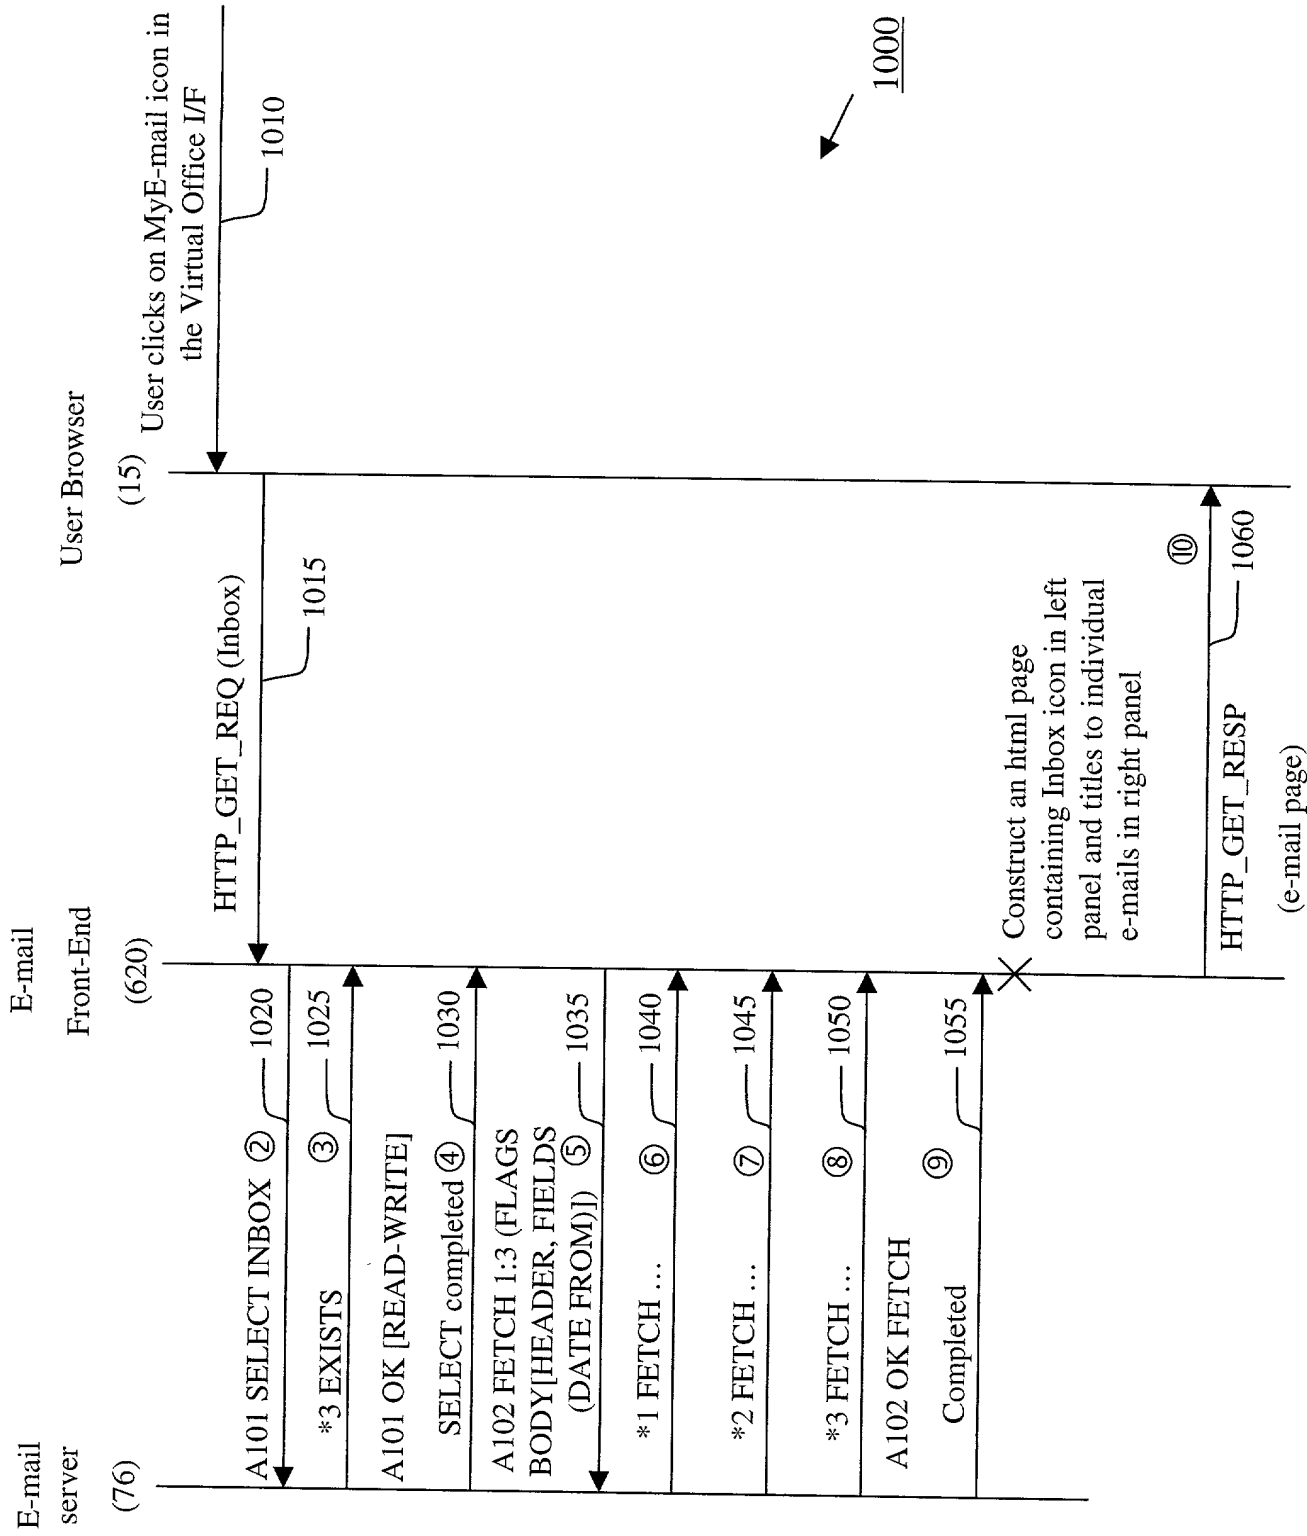 E-mail
server
(76)
E-mail
Front-End
(620)
User Browser
(15)
User clicks on MyE-mail icon in
the Virtual Office I/F
1010
HTTP_GET_REQ (Inbox)
1015
A101 SELECT INBOX ② 1020
*3 EXISTS ③ 1025
A101 OK [READ-WRITE]
SELECT completed ④ 1030
A102 FETCH 1:3 (FLAGS
BODY[HEADER, FIELDS
(DATE FROM)]) ⑤ 1035
*1 FETCH ... ⑥ 1040
*2 FETCH ... ⑦ 1045
*3 FETCH ... ⑧ 1050
A102 OK FETCH
Completed ⑨ 1055
Construct an html page
containing Inbox icon in left
panel and titles to individual
e-mails in right panel
⑩
HTTP_GET_RESP 1060
(e-mail page)
1000